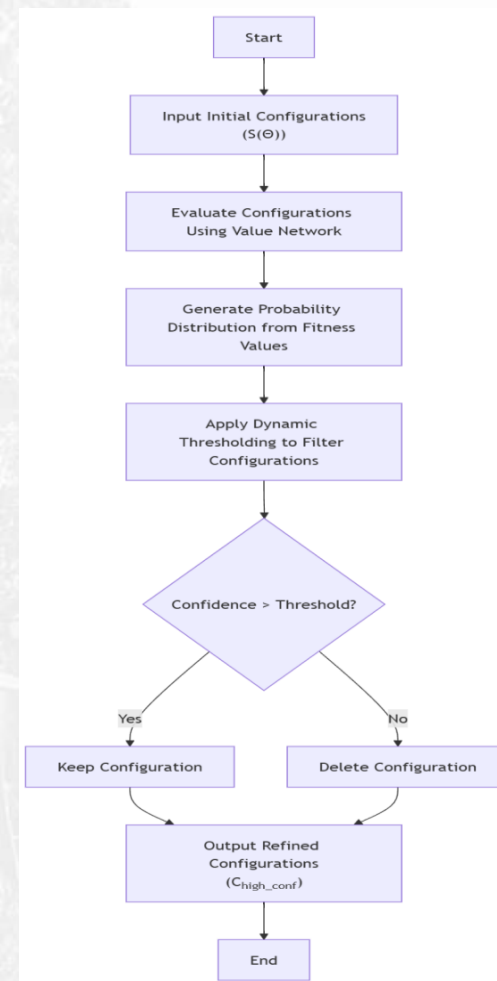 Start
Input Initial Configurations
(S(Θ))
Evaluate Configurations
Using Value Network
Generate Probability
Distribution from Fitness
Values
Apply Dynamic
Thresholding to Filter
Configurations
Confidence > Threshold?
Yes
No
Keep Configuration
Delete Configuration
Output Refined
Configurations
(Chigh_conf)
End